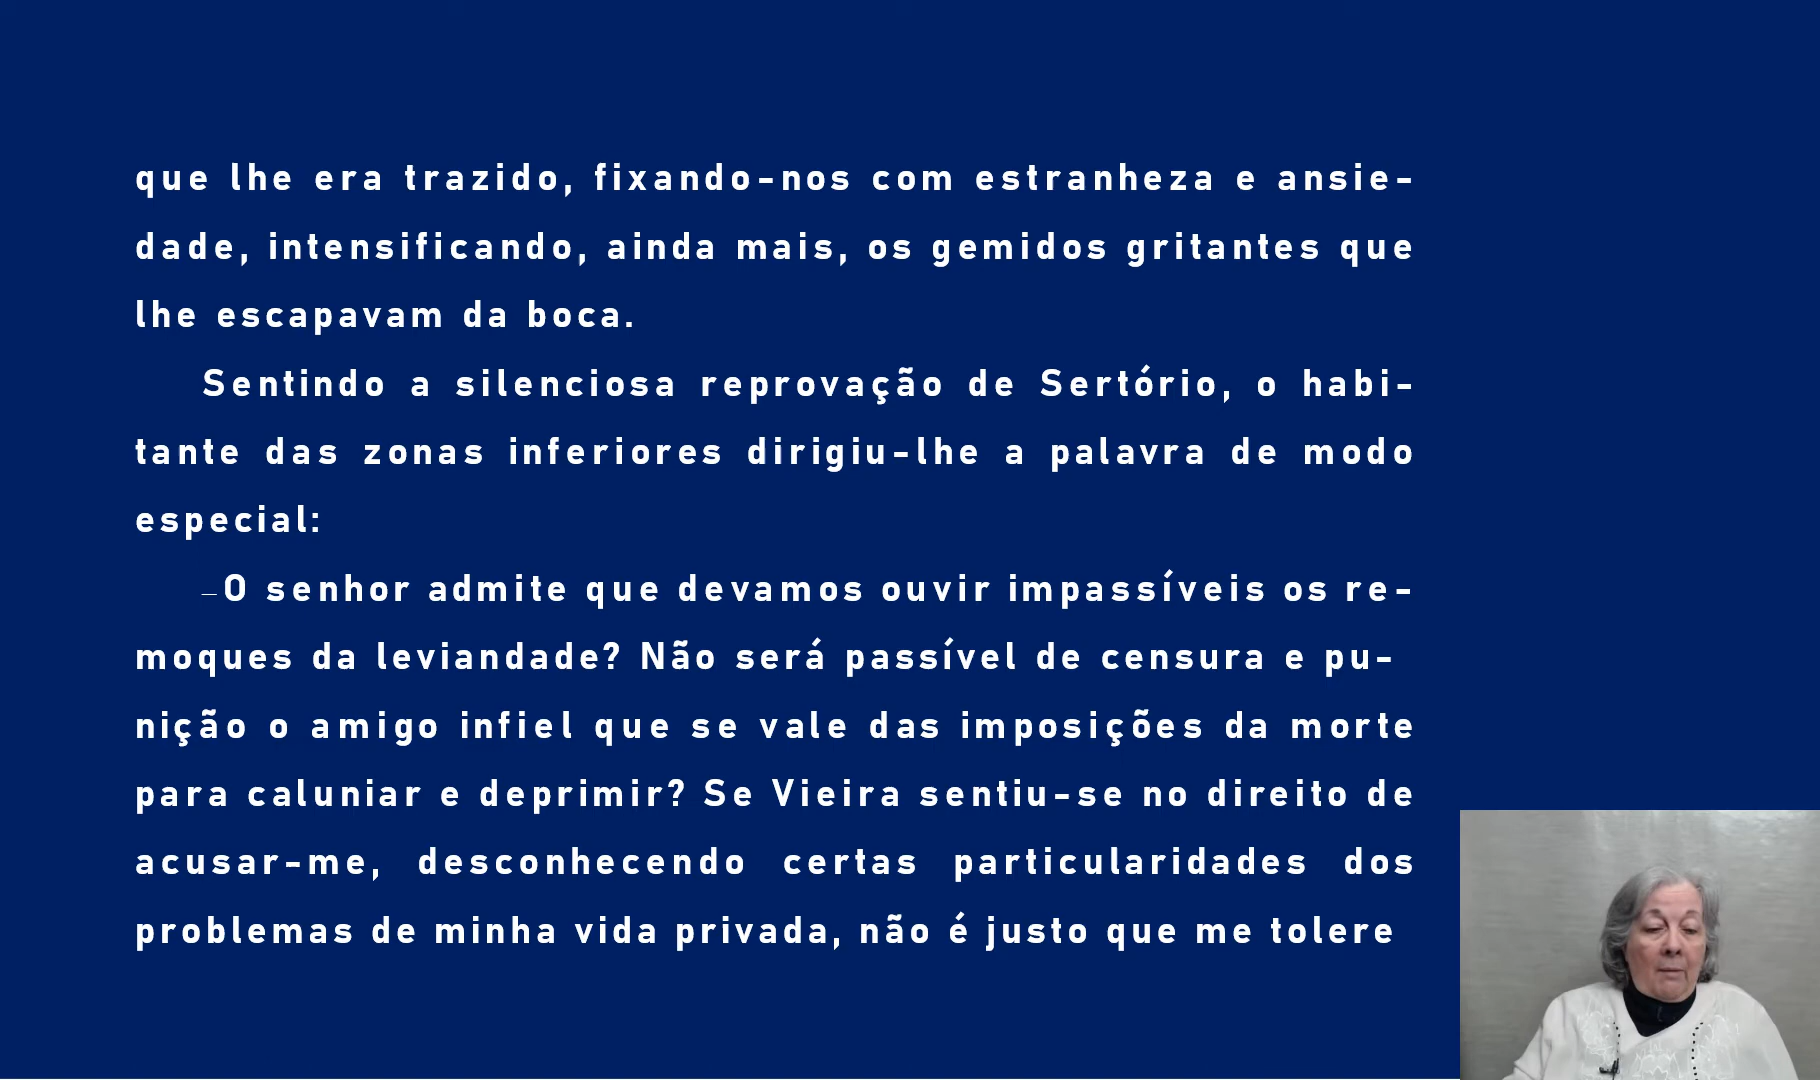 que lhe era trazido, fixando-nos com estranheza e ansie-
dade, intensificando, ainda mais, os gemidos gritantes que
lhe escapavam da boca.
Sentindo a silenciosa reprovação de Sertório, o habi-
tante das zonas inferiores dirigiu-lhe a palavra de modo
especial:
–O senhor admite que devamos ouvir impassíveis os re-
moques da leviandade? Não será passível de censura e pu-
nição o amigo infiel que se vale das imposições da morte
para caluniar e deprimir? Se Vieira sentiu-se no direito de
acusar-me, desconhecendo certas particularidades dos
problemas de minha vida privada, não é justo que me tolere